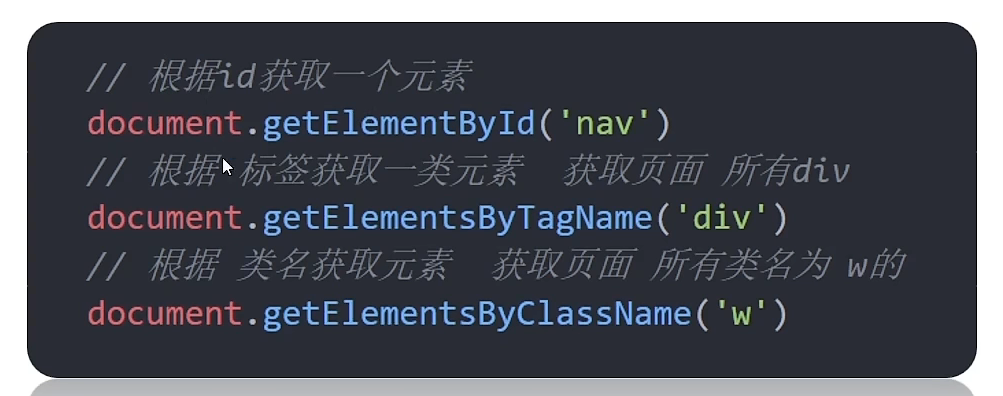 // 根据id获取一个元素
document.getElementById('nav')
// 根据 标签获取一类元素  获取页面 所有div
document.getElementsByTagName('div')
// 根据 类名获取元素  获取页面 所有类名为 w的
document.getElementsByClassName('w')